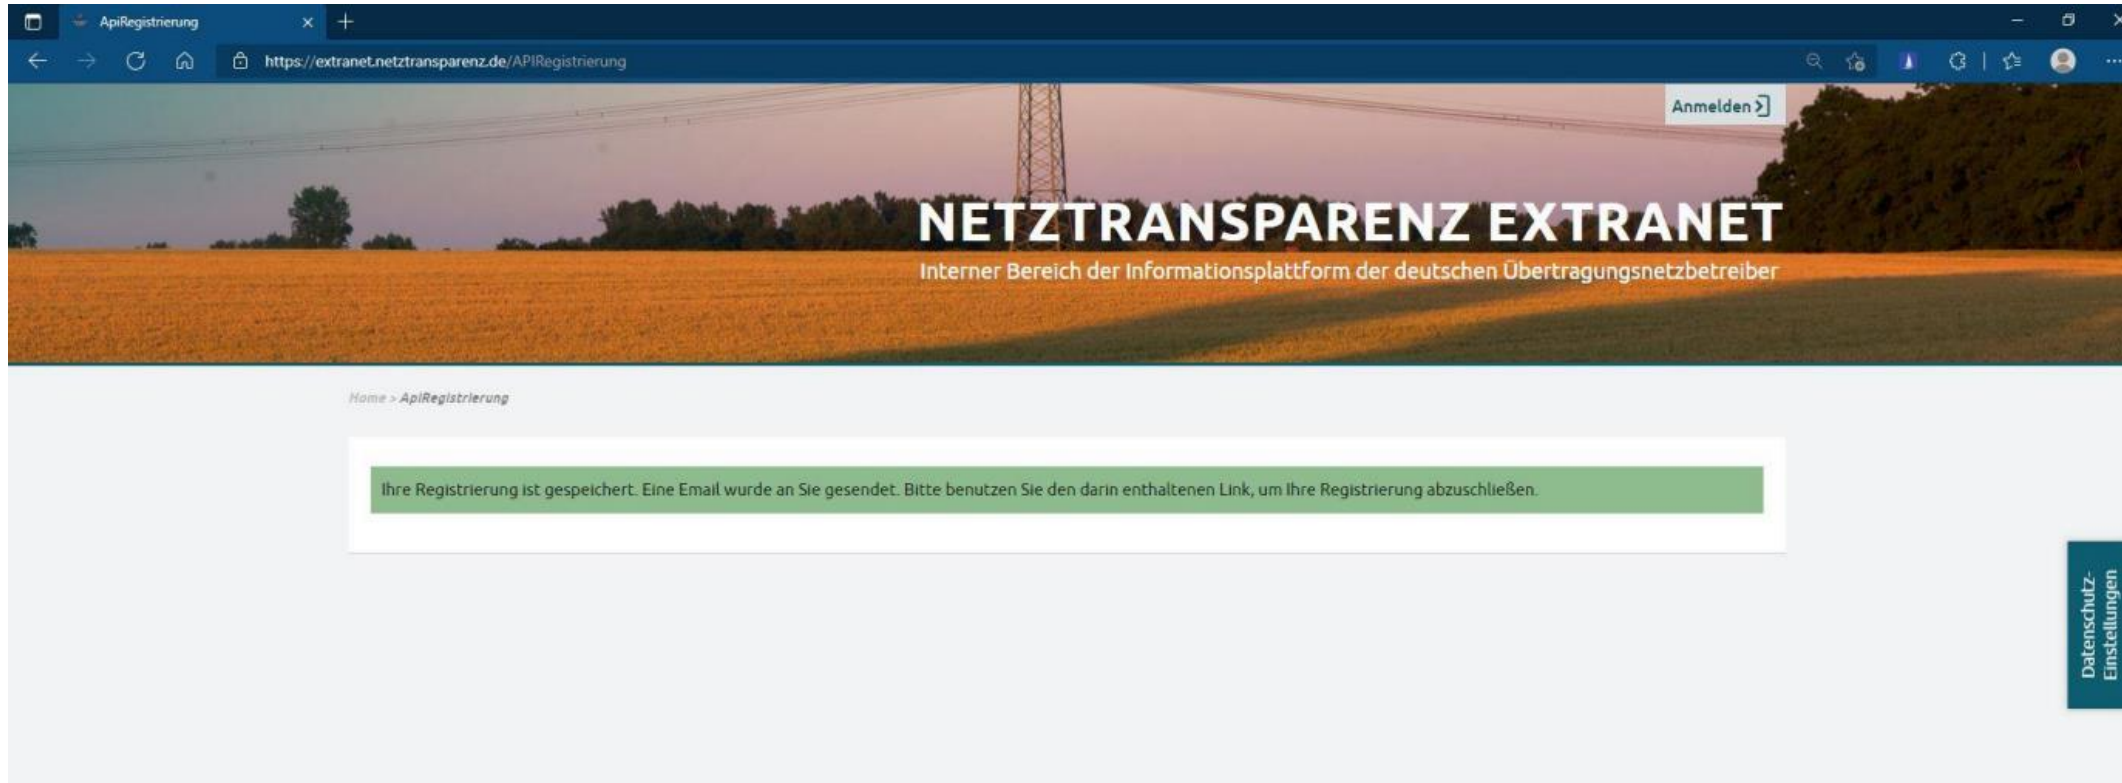 ApiRegistrierung
https://extranet.netztransparenz.de/APIRegistrierung
Anmelden
NETZTRANSPARENZ EXTRANET
Interner Bereich der Informationsplattform der deutschen Übertragungsnetzbetreiber
Home > ApiRegistrierung
Ihre Registrierung ist gespeichert. Eine Email wurde an Sie gesendet. Bitte benutzen Sie den darin enthaltenen Link, um Ihre Registrierung abzuschließen.
Datenschutz-
Einstellungen